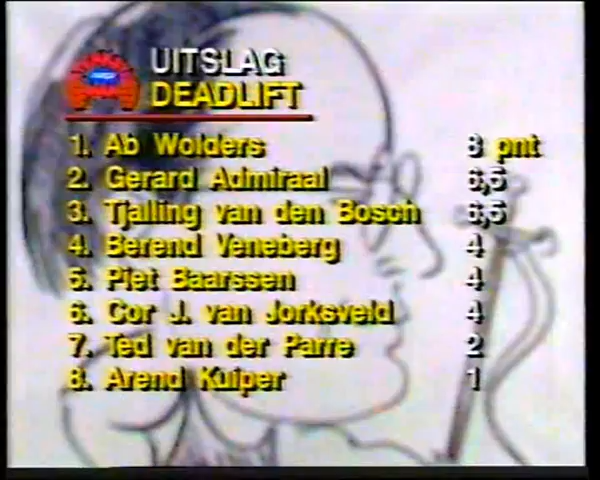 UITSLAG
DEADLIFT
1. Ab Wolders 8 pnt
2. Gerard Admiraal 6,5
3. Tjalling van den Bosch 6,5
4. Berend Veneberg 4
5. Piet Baarssen 4
6. Cor J. van Jorksveld 4
7. Ted van der Parre 2
8. Arend Kuiper 1